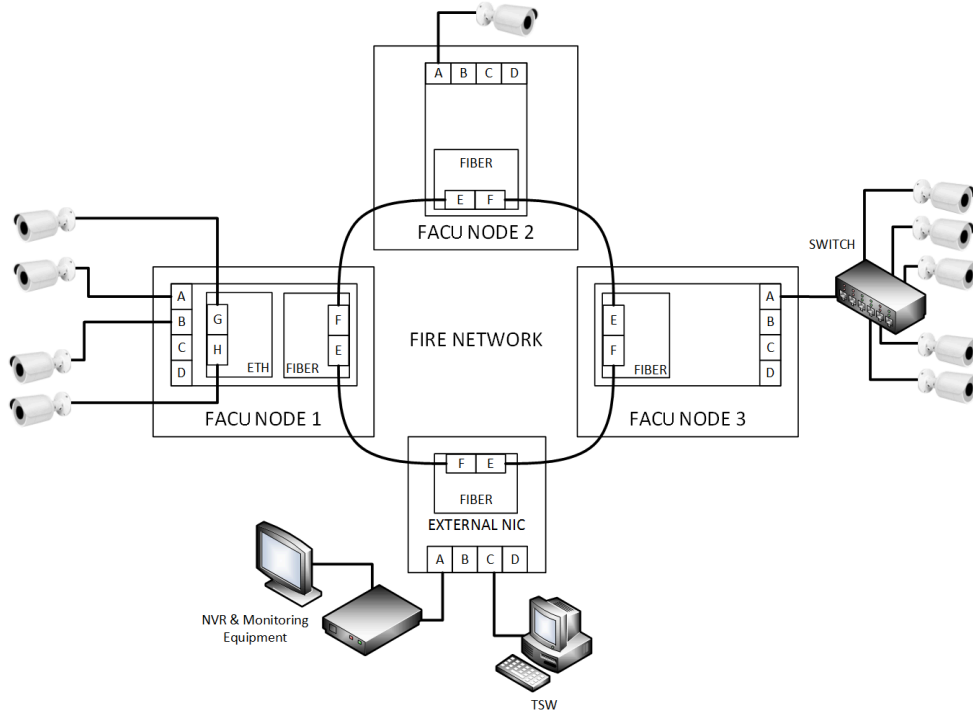 A B C D
FIBER
E F
FACU NODE 2
SWITCH
A
B
C
D
G
H
ETH
F
E
FIBER
FACU NODE 1
FIRE NETWORK
E
F
FIBER
A
B
C
D
FACU NODE 3
F E
FIBER
EXTERNAL NIC
A B C D
NVR & Monitoring
Equipment
TSW